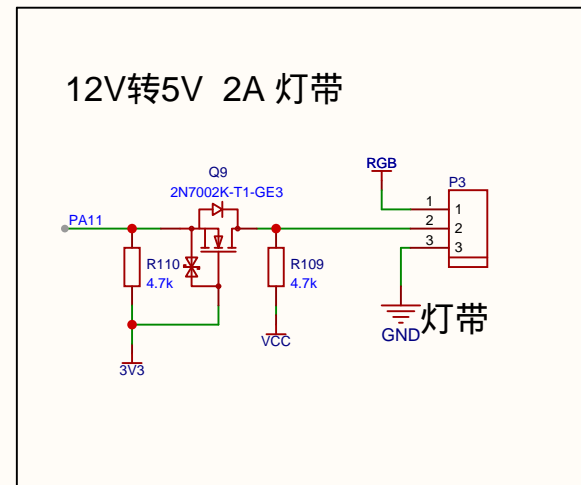 12V转5V 2A 灯带
Q9
2N7002K-T1-GE3
RGB
P3
PA11
1 1
2 2
3 3
R110
4.7k
R109
4.7k
3V3
VCC
GND
灯带